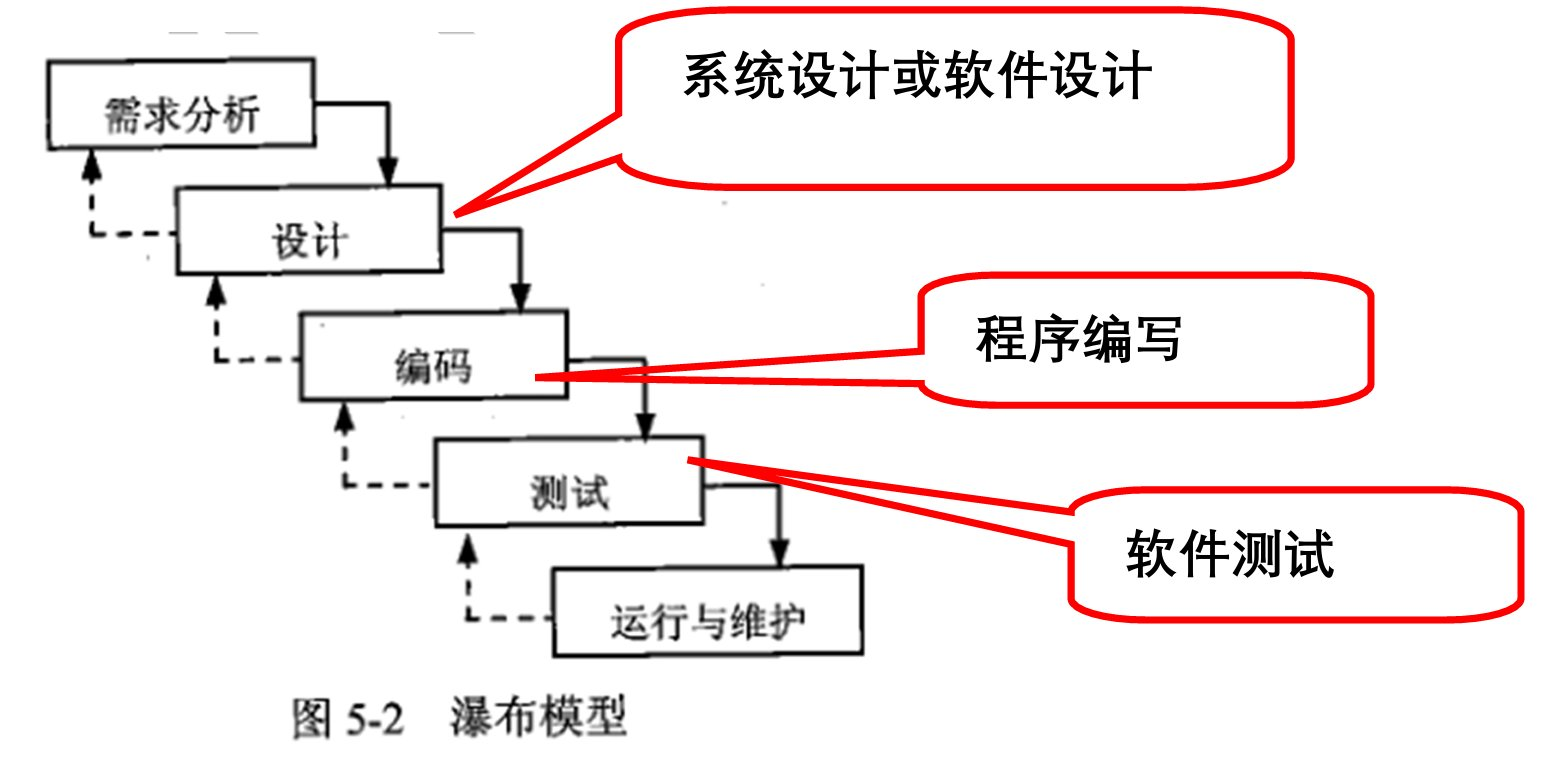 系统设计或软件设计
需求分析
设计
程序编写
编码
测试
软件测试
运行与维护
图 5-2 瀑布模型